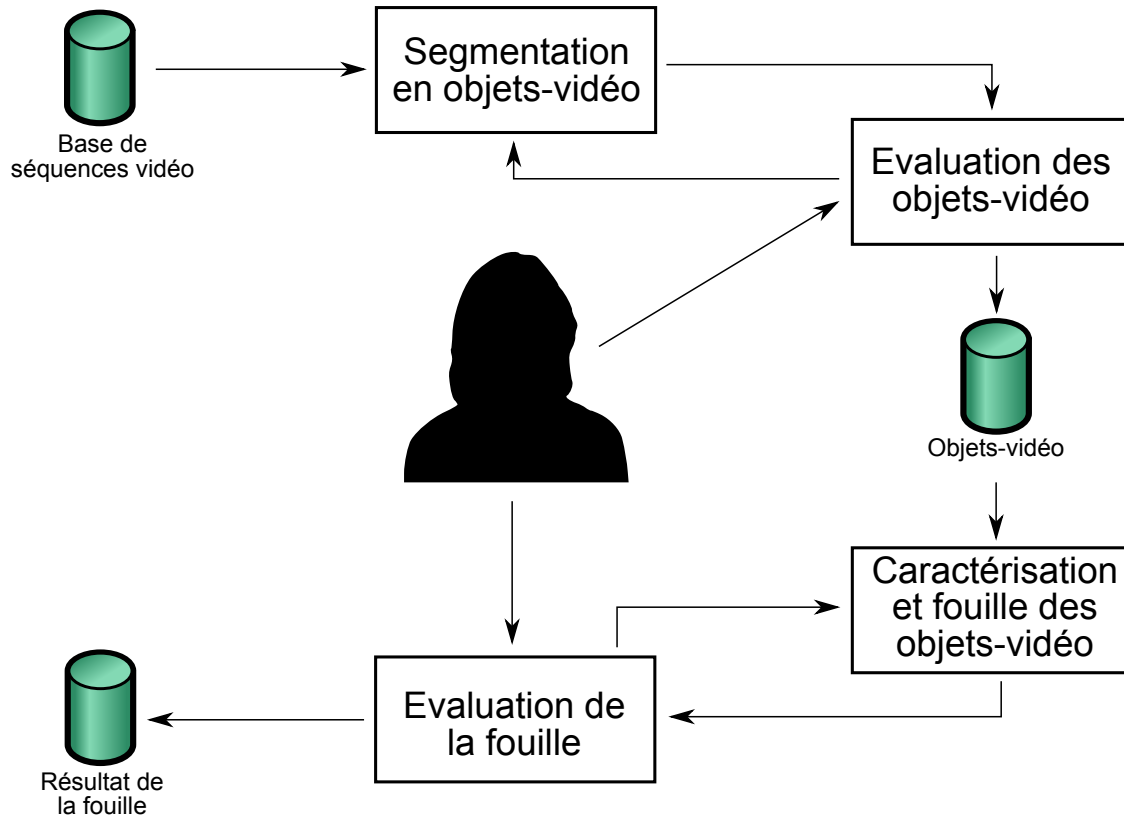 Segmentation
en objets-vidéo
Base de
séquences vidéo
Evaluation des
objets-vidéo
Objets-vidéo
Caractérisation
et fouille des
objets-vidéo
Evaluation de
la fouille
Résultat de
la fouille